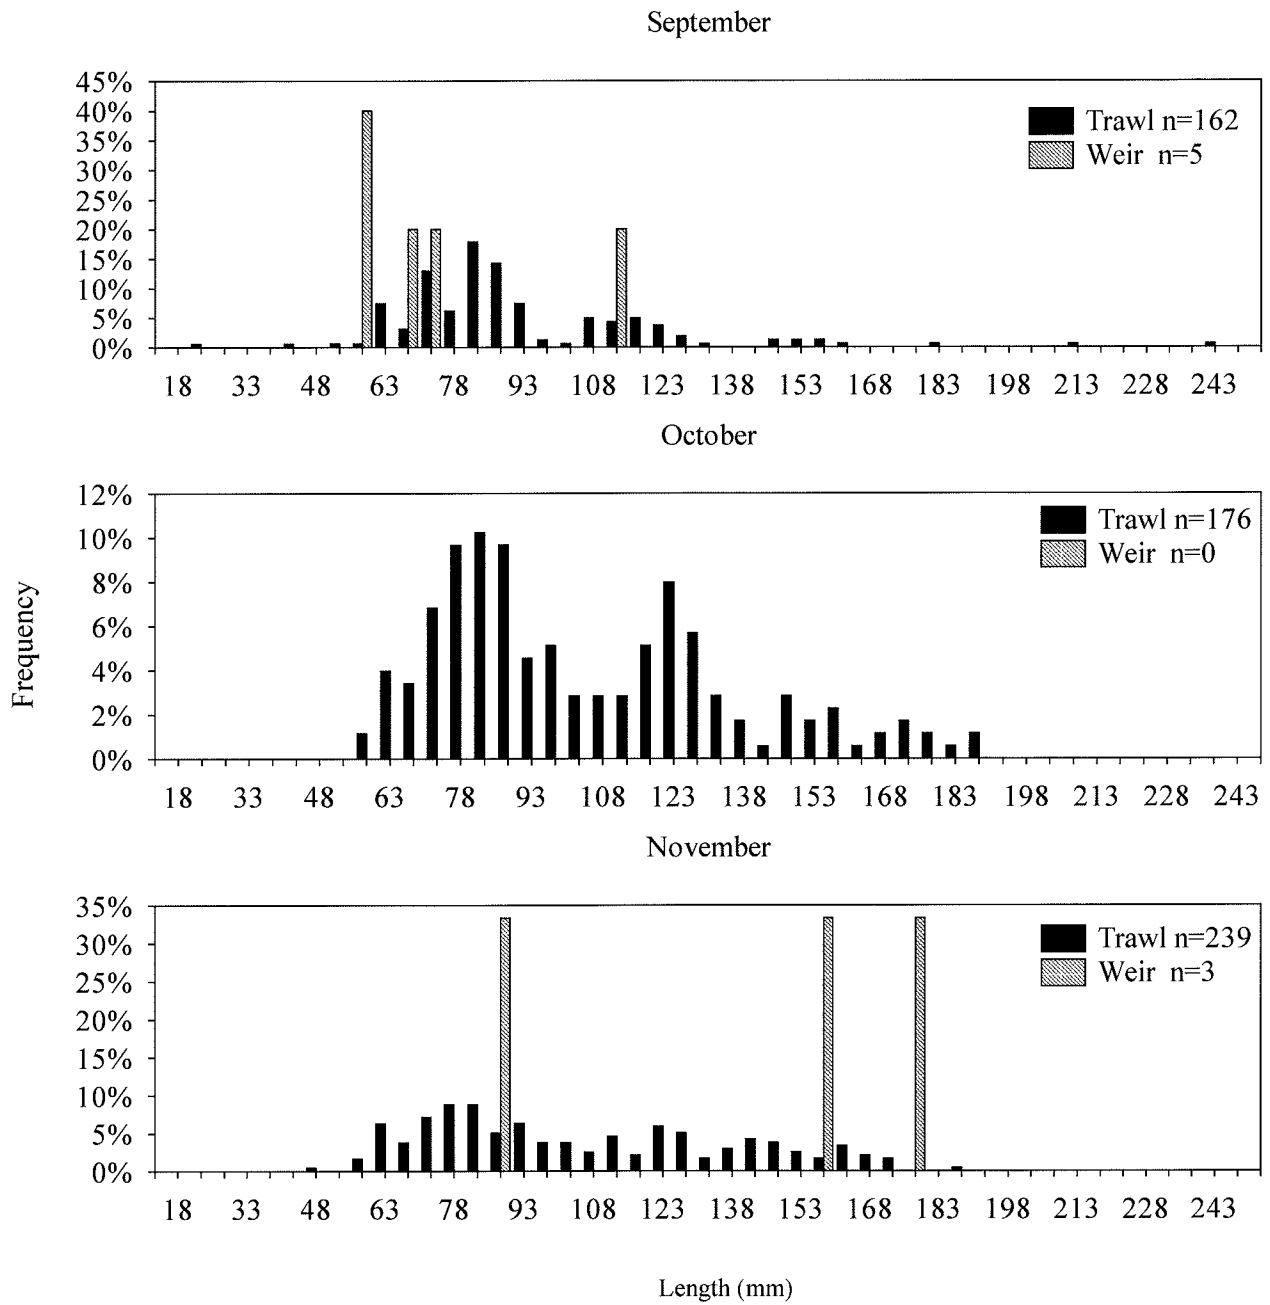 September
45%
40%
35%
30%
25%
20%
15%
10%
5%
0%
Trawl n=162
Weir n=5
18 33 48 63 78 93 108 123 138 153 168 183 198 213 228 243
October
12%
10%
8%
6%
4%
2%
0%
Trawl n=176
Weir n=0
18 33 48 63 78 93 108 123 138 153 168 183 198 213 228 243
Frequency
November
35%
30%
25%
20%
15%
10%
5%
0%
Trawl n=239
Weir n=3
18 33 48 63 78 93 108 123 138 153 168 183 198 213 228 243
Length (mm)